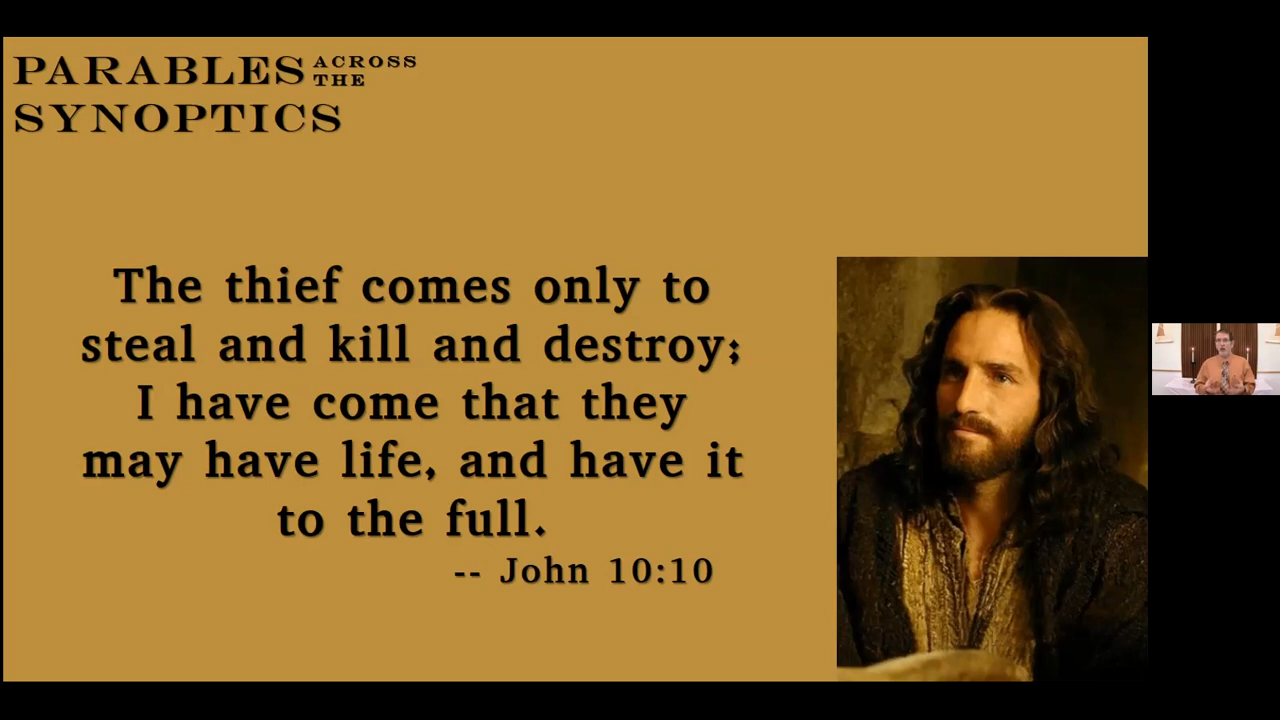 PARABLES ACROSS THE
SYNOPTICS
The thief comes only to
steal and kill and destroy;
I have come that they
may have life, and have it
to the full.
-- John 10:10